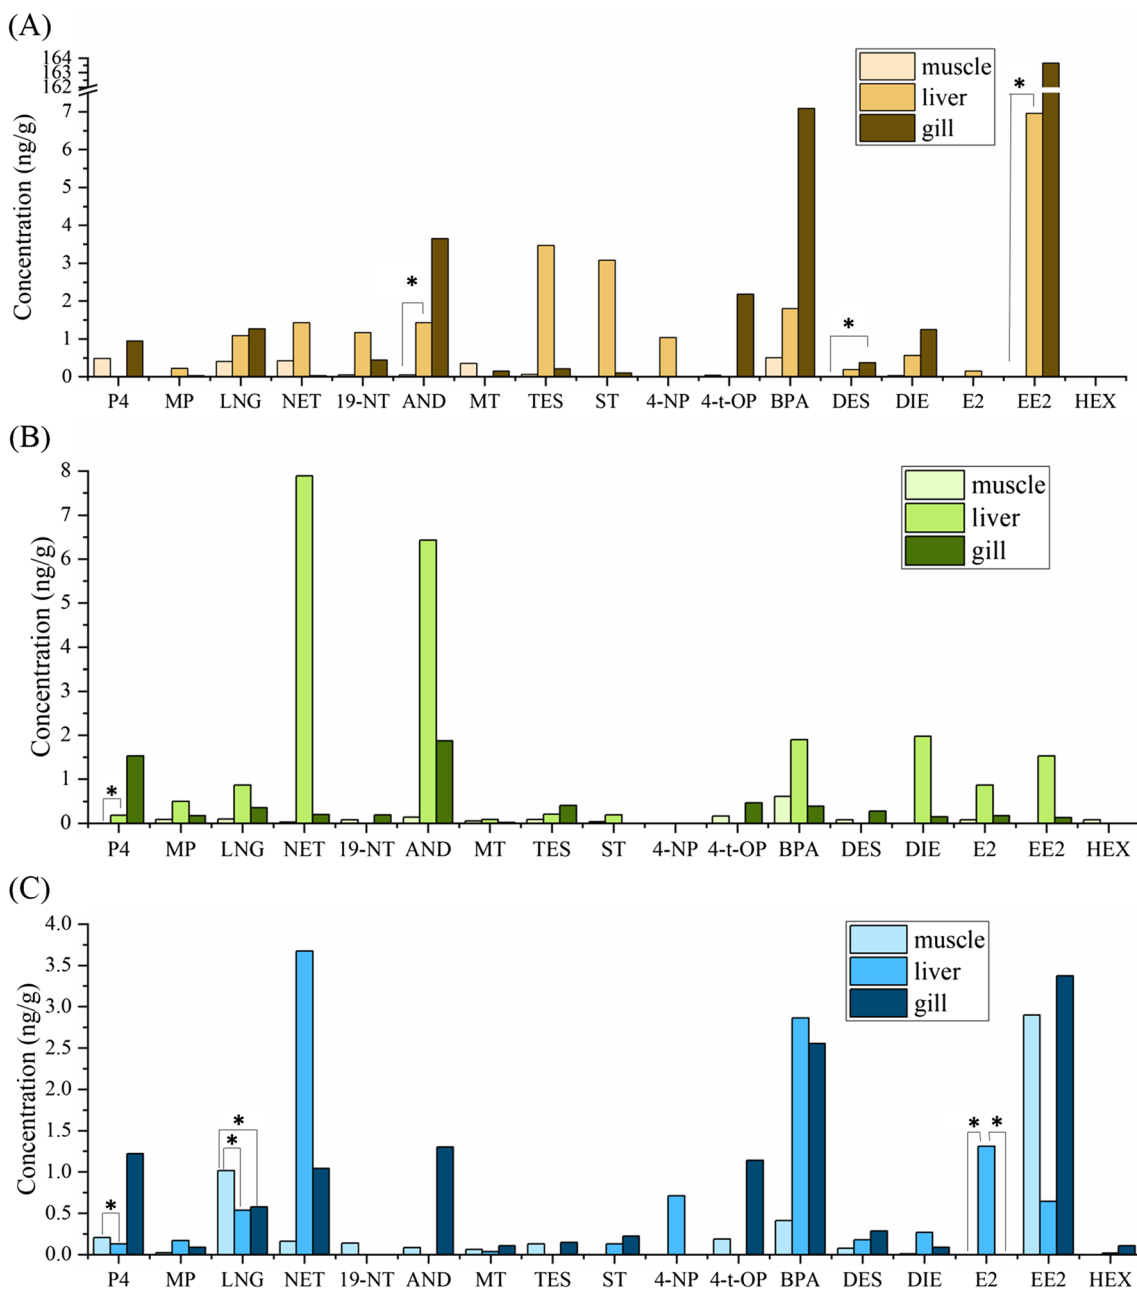 (A)
Concentration (ng/g)
164
163
162
7
6
5
4
3
2
1
0
muscle
liver
gill
*
*
*
P4 MP LNG NET 19-NT AND MT TES ST 4-NP 4-t-OP BPA DES DIE E2 EE2 HEX
(B)
Concentration (ng/g)
8
7
6
5
4
3
2
1
0
muscle
liver
gill
*
P4 MP LNG NET 19-NT AND MT TES ST 4-NP 4-t-OP BPA DES DIE E2 EE2 HEX
(C)
Concentration (ng/g)
4.0
3.5
3.0
2.5
2.0
1.5
1.0
0.5
0.0
muscle
liver
gill
*
*
*
* *
P4 MP LNG NET 19-NT AND MT TES ST 4-NP 4-t-OP BPA DES DIE E2 EE2 HEX